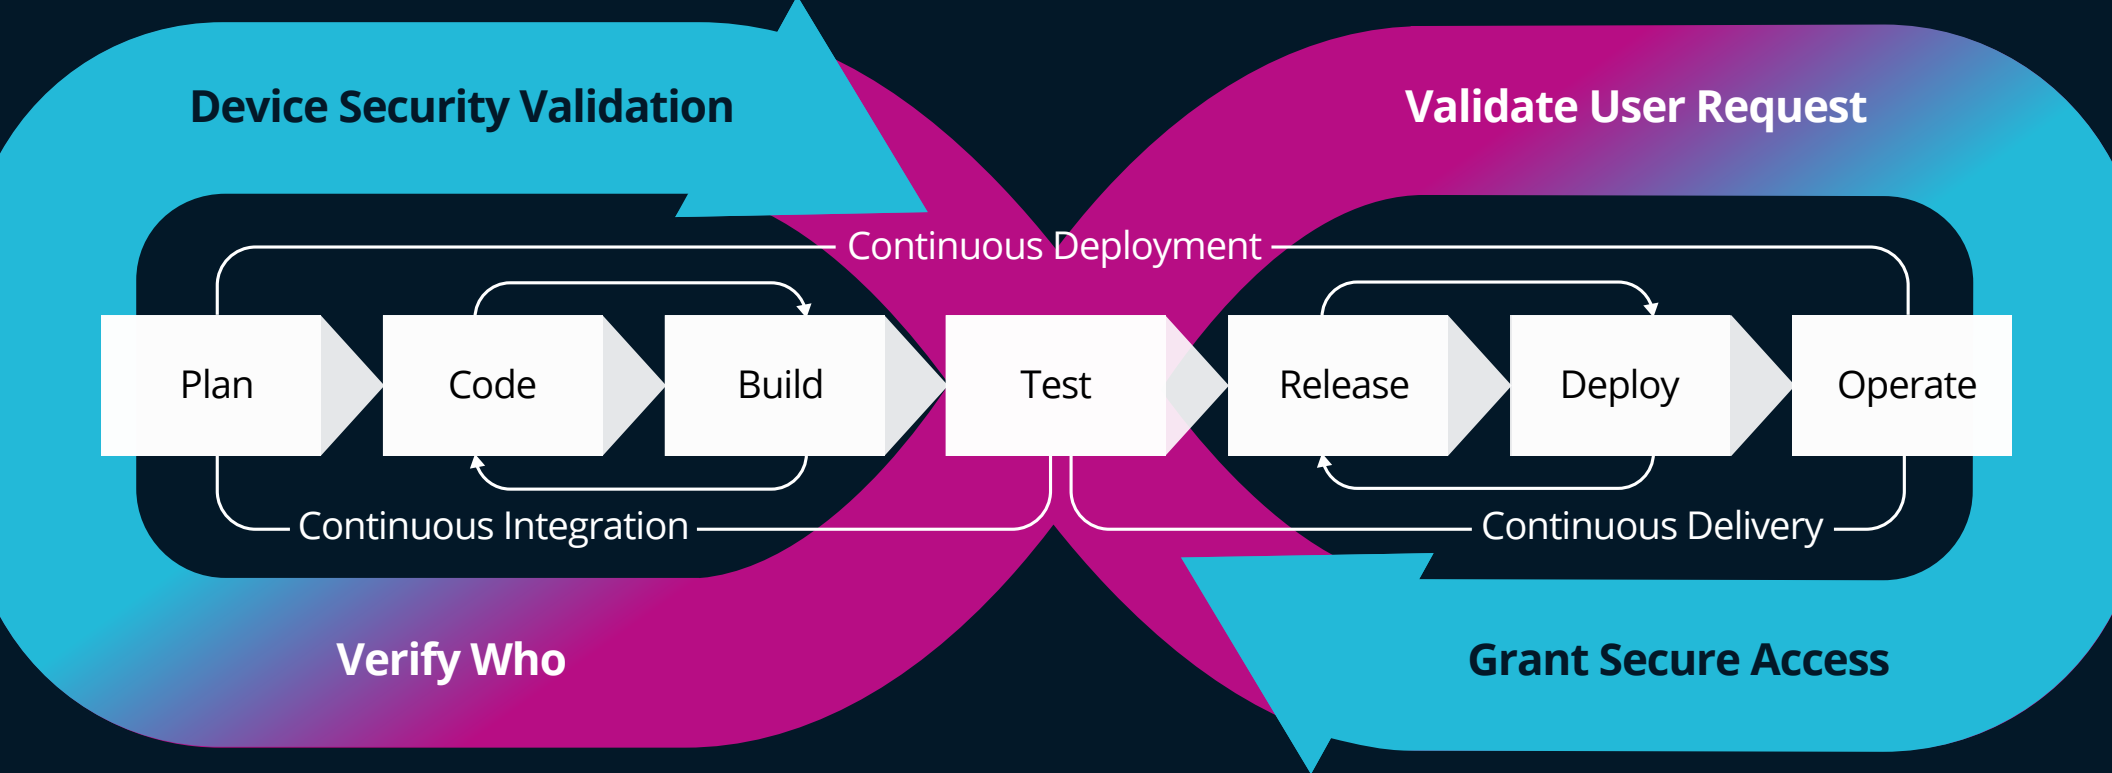 Device Security Validation
Validate User Request
Continuous Deployment
Plan
Code
Build
Test
Release
Deploy
Operate
Continuous Integration
Continuous Delivery
Verify Who
Grant Secure Access